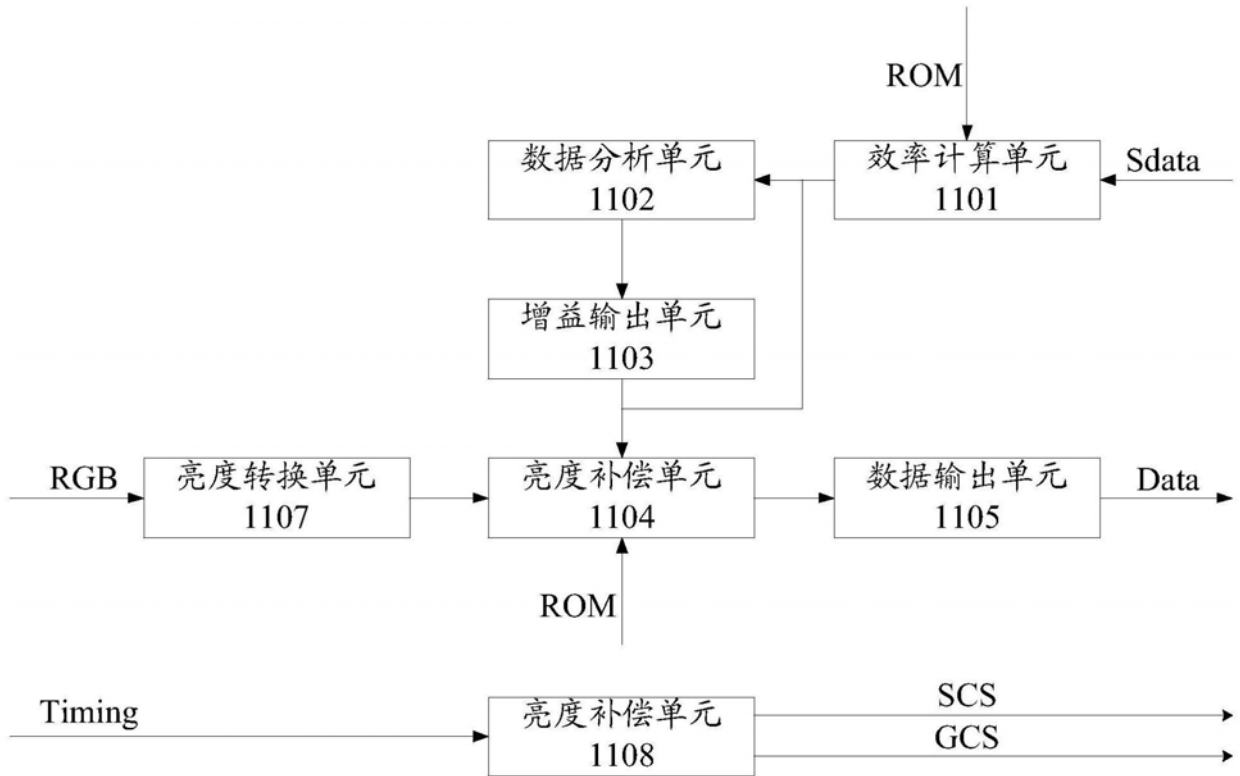 ROM
数据分析单元
1102
效率计算单元
1101
Sdata
增益输出单元
1103
RGB
亮度转换单元
1107
亮度补偿单元
1104
数据输出单元
1105
Data
ROM
Timing
亮度补偿单元
1108
SCS
GCS